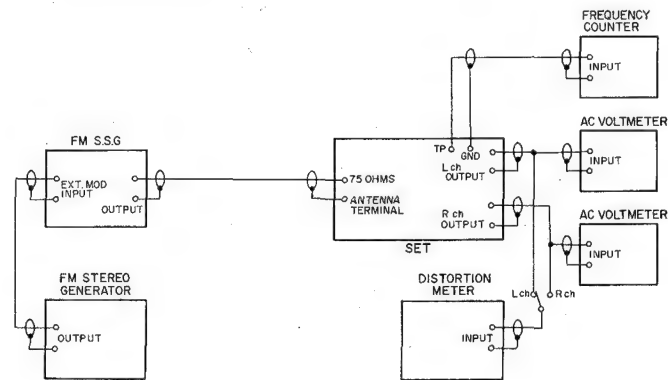 FREQUENCY
COUNTER
INPUT
FM S.S.G
EXT. MOD
INPUT
OUTPUT
75 OHMS
ANTENNA
TERMINAL
TP
GND
L ch
OUTPUT
R ch
OUTPUT
SET
AC VOLTMETER
INPUT
AC VOLTMETER
INPUT
FM STEREO
GENERATOR
OUTPUT
DISTORTION
METER
INPUT
L ch
R ch